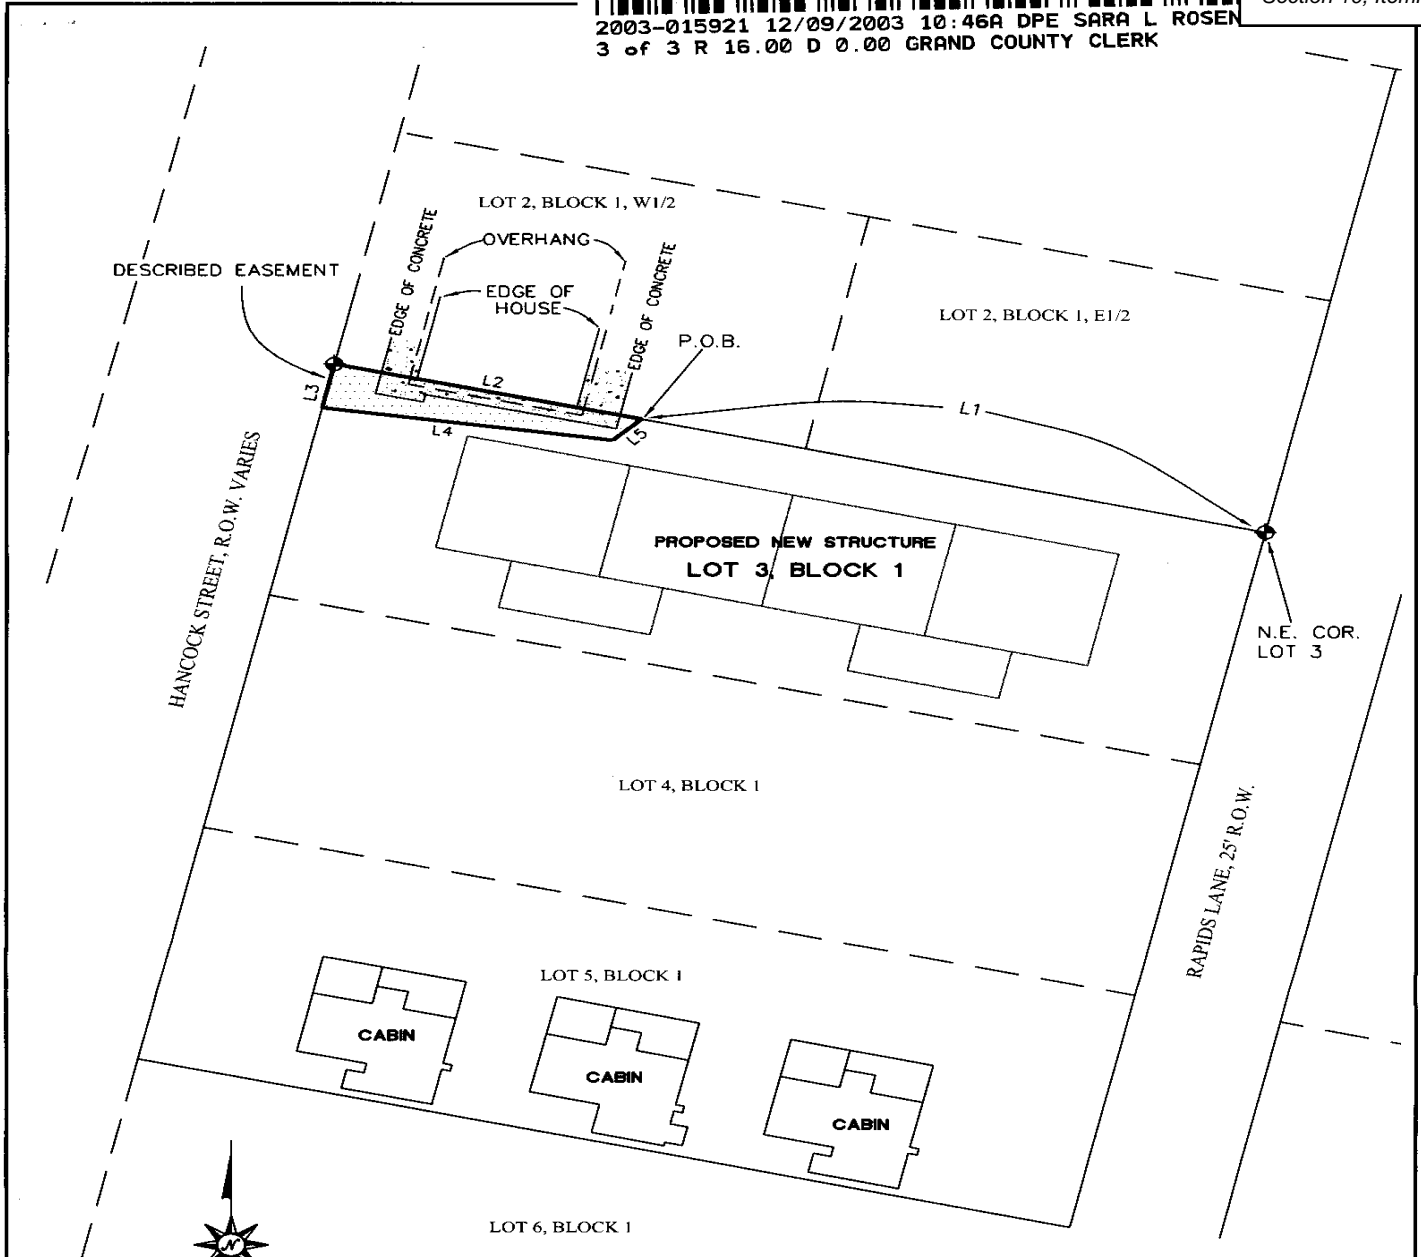 2003-015921 12/09/2003 10:46A DPE SARA L ROSEN
3 of 3 R 16.00 D 0.00 GRAND COUNTY CLERK
LOT 2, BLOCK 1, W1/2
EDGE OF CONCRETE
OVERHANG
EDGE OF CONCRETE
DESCRIBED EASEMENT
EDGE OF
HOUSE
LOT 2, BLOCK 1, E1/2
P.O.B.
L2
L3
L1
L4
L5
HANCOCK STREET, R.O.W. VARIES
PROPOSED NEW STRUCTURE
LOT 3, BLOCK 1
N.E. COR.
LOT 3
LOT 4, BLOCK 1
RAPIDS LANE, 25' R.O.W.
LOT 5, BLOCK 1
CABIN
CABIN
CABIN
LOT 6, BLOCK 1
N